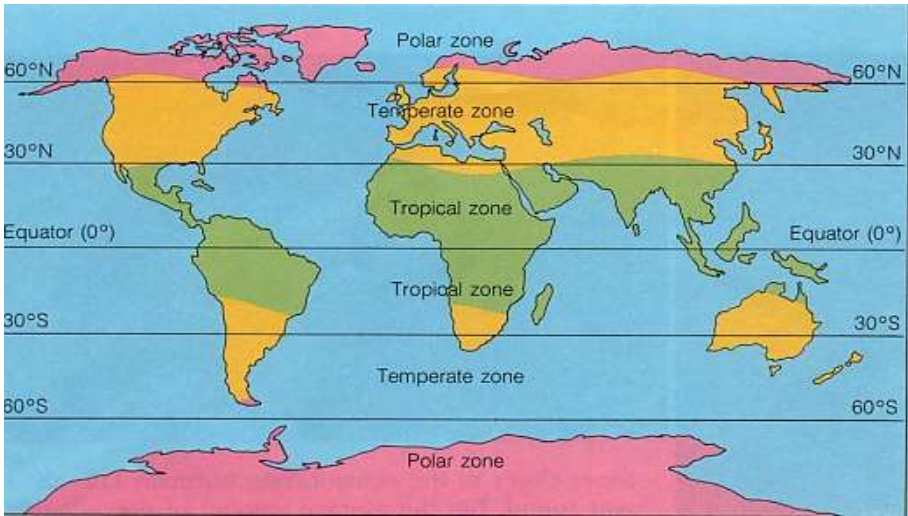 Polar zone
60°N 60°N
Temperate zone
30°N 30°N
Tropical zone
Equator (0°) Equator (0°)
Tropical zone
30°S 30°S
Temperate zone
60°S 60°S
Polar zone